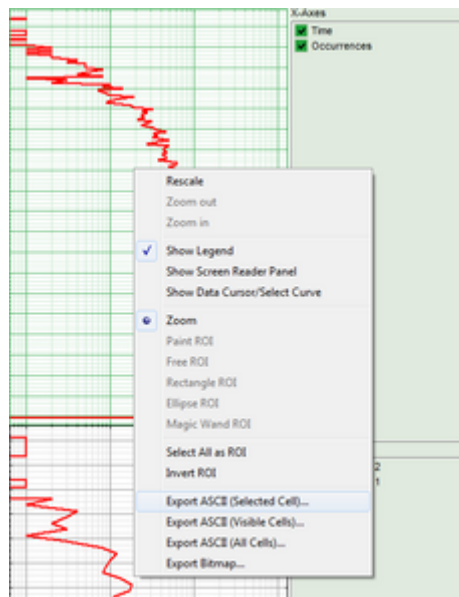 X-Axes
Time
Occurrences
Rescale
Zoom out
Zoom in
Show Legend
Show Screen Reader Panel
Show Data Cursor/Select Curve
Zoom
Paint ROI
Free ROI
Rectangle ROI
Ellipse ROI
Magic Wand ROI
Select All as ROI
Invert ROI
2
1
Export ASCII (Selected Cell)...
Export ASCII (Visible Cells)...
Export ASCII (All Cells)...
Export Bitmap...